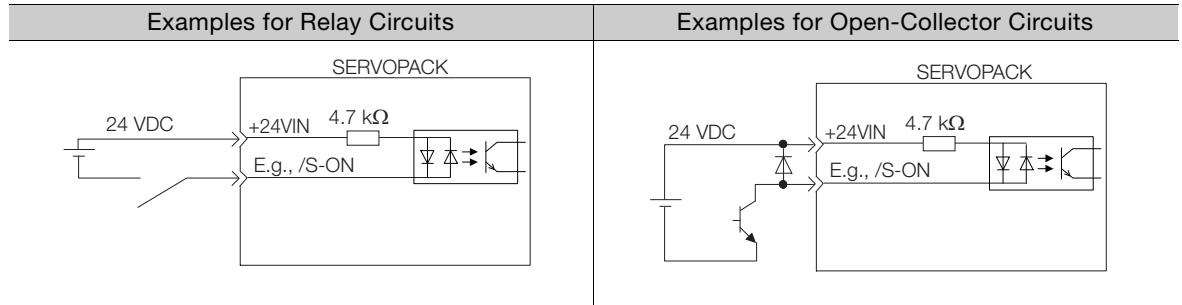 Examples for Relay Circuits
Examples for Open-Collector Circuits
SERVOPACK
24 VDC
+24VIN
4.7 kΩ
E.g., /S-ON
SERVOPACK
24 VDC
+24VIN
4.7 kΩ
E.g., /S-ON